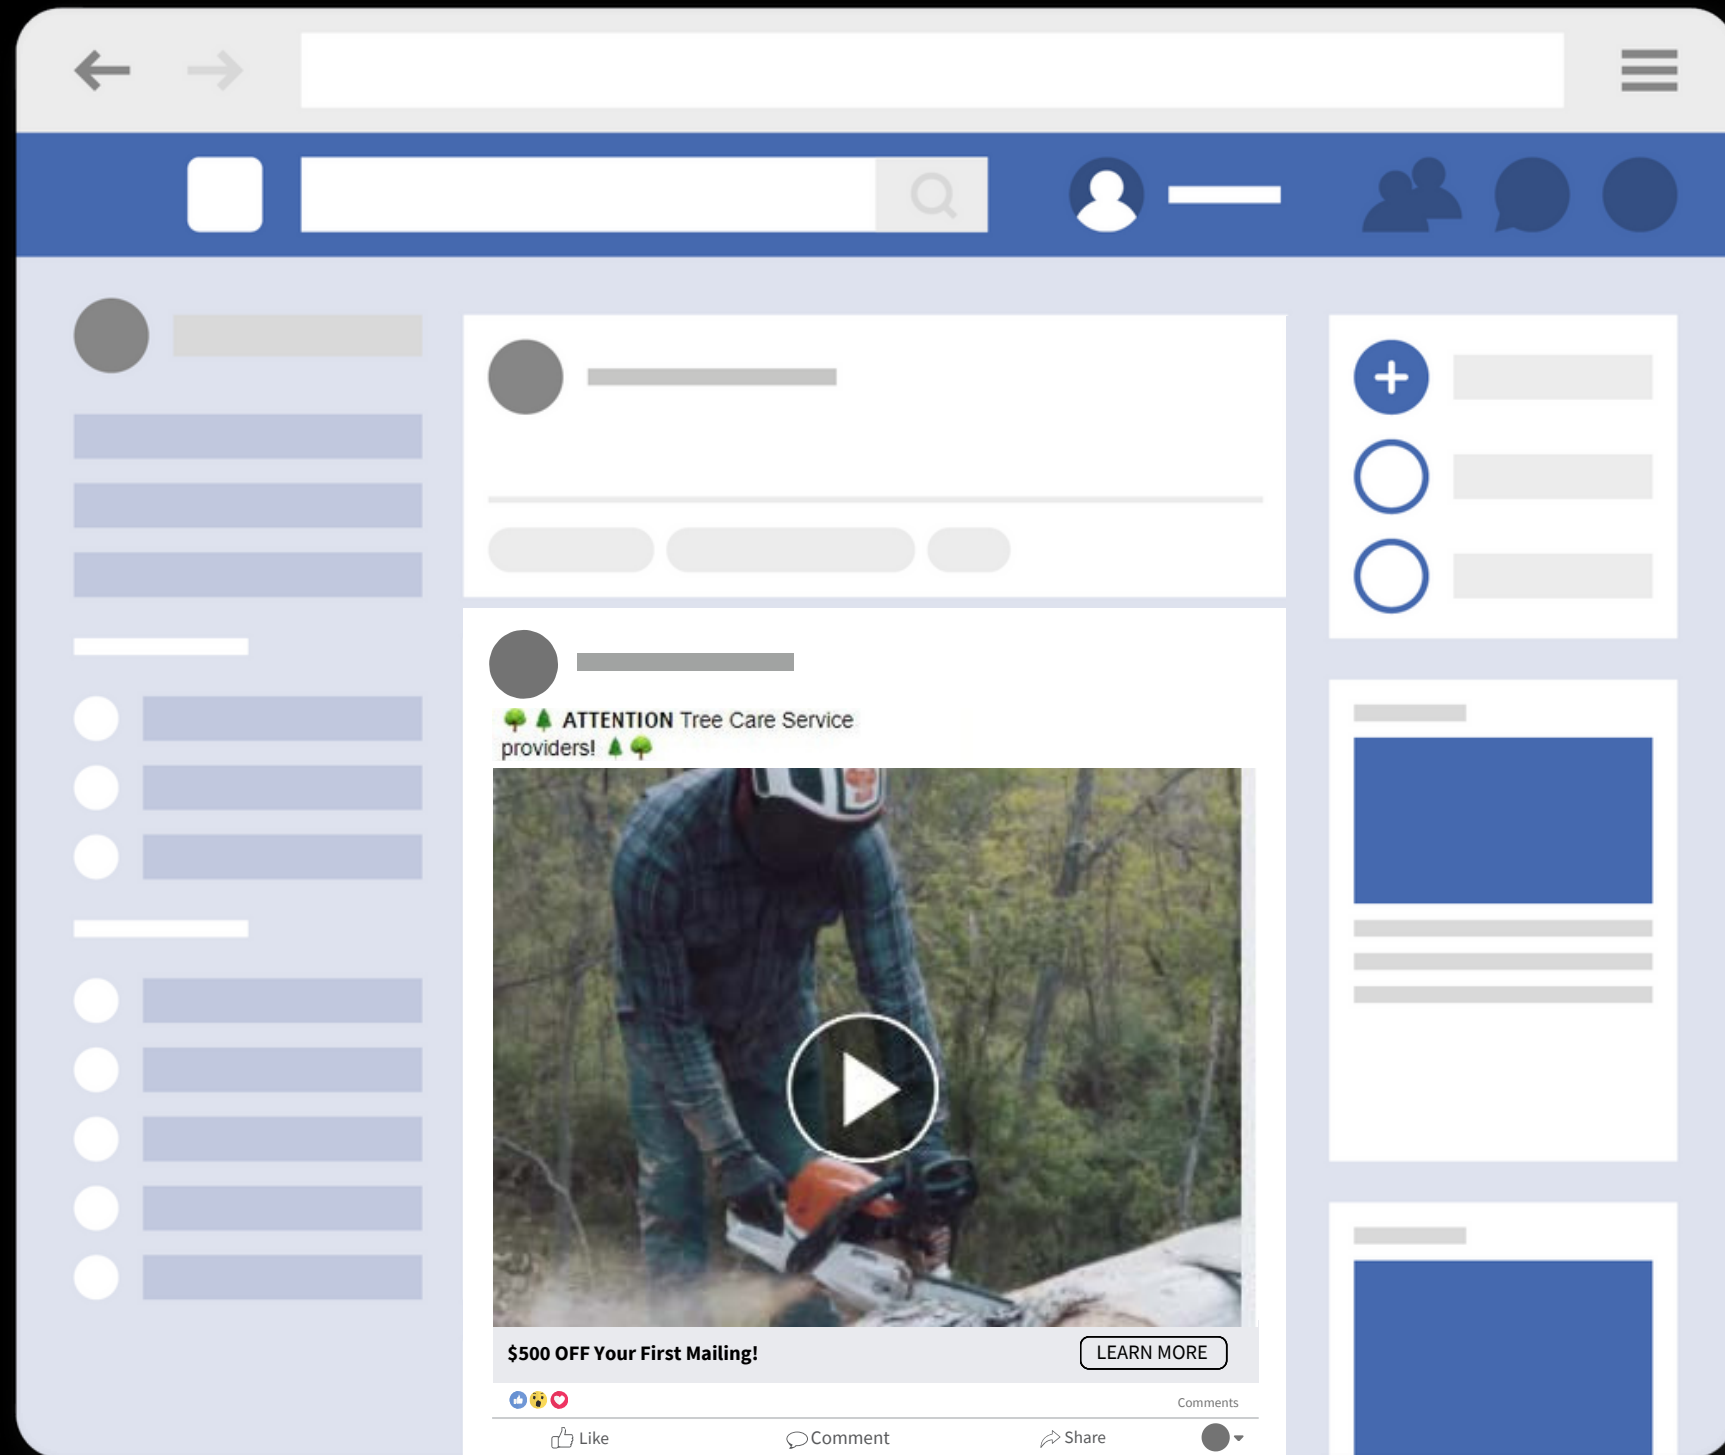 🌳🌲 ATTENTION Tree Care Service
providers! 🌲🌳
$500 OFF Your First Mailing!
LEARN MORE
Comments
Like
Comment
Share